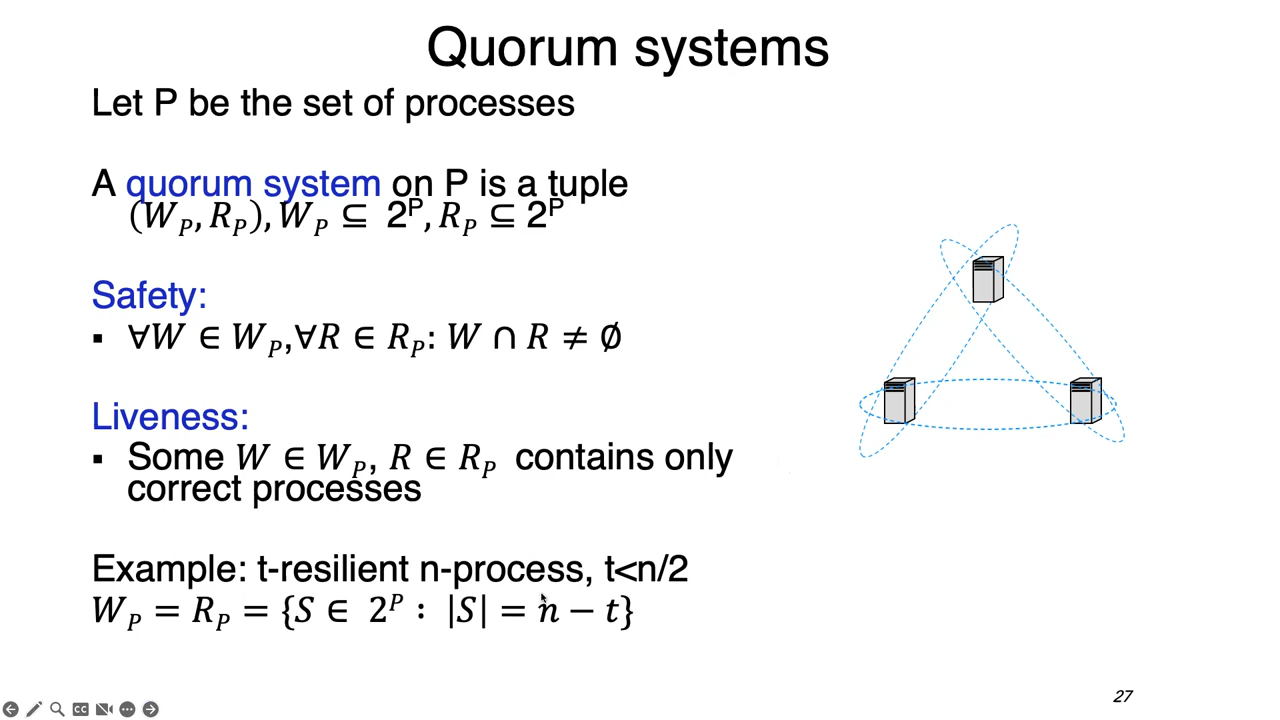 Quorum systems
Let P be the set of processes
A quorum system on P is a tuple
(W_P, R_P), W_P ⊆ 2^P, R_P ⊆ 2^P
Safety:
▪ ∀W ∈ W_P,∀R ∈ R_P: W ∩ R ≠ ∅
Liveness:
▪ Some W ∈ W_P, R ∈ R_P contains only
correct processes
Example: t-resilient n-process, t<n/2
W_P = R_P = {S ∈ 2^P : |S| = n − t}
27
CC